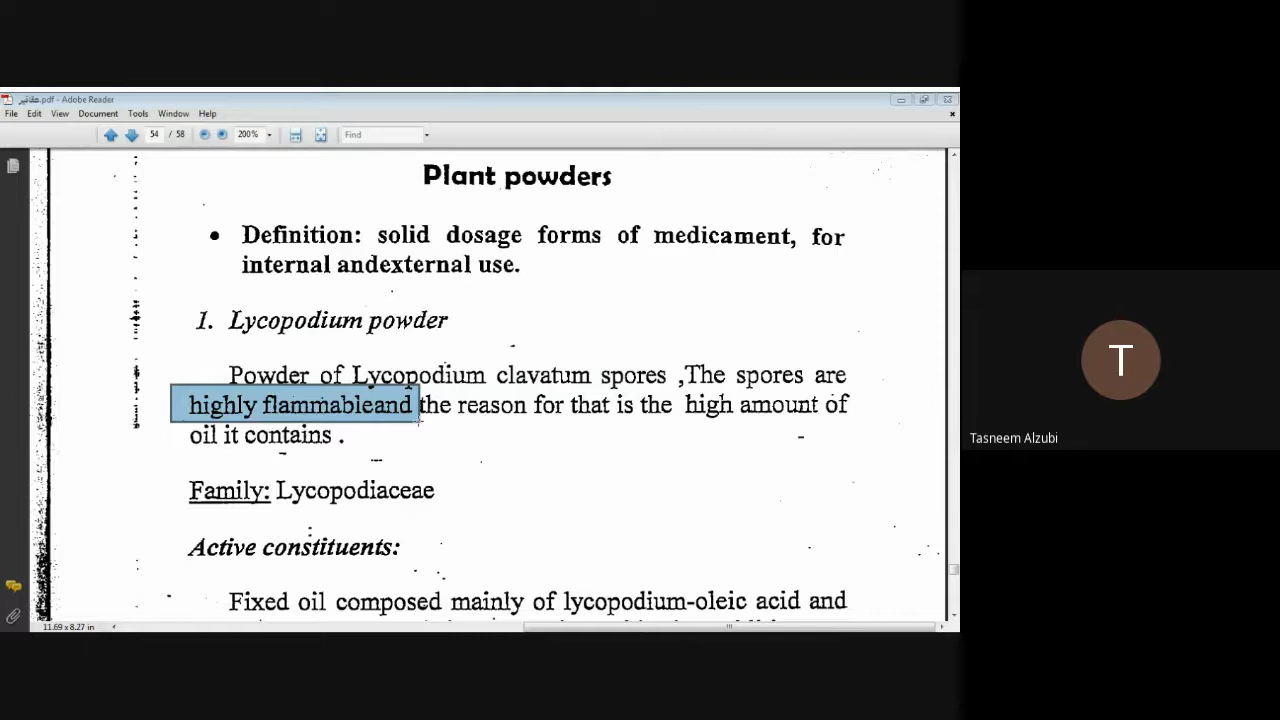 عقاقير.pdf - Adobe Reader
File Edit View Document Tools Window Help
54 / 58 200% Find
Plant powders
• Definition: solid dosage forms of medicament, for
internal andexternal use.
1. Lycopodium powder
Powder of Lycopodium clavatum spores ,The spores are
highly flammableand the reason for that is the high amount of
oil it contains .
Family: Lycopodiaceae
Active constituents:
Fixed oil composed mainly of lycopodium-oleic acid and
11.69 x 8.27 in
T
Tasneem Alzubi